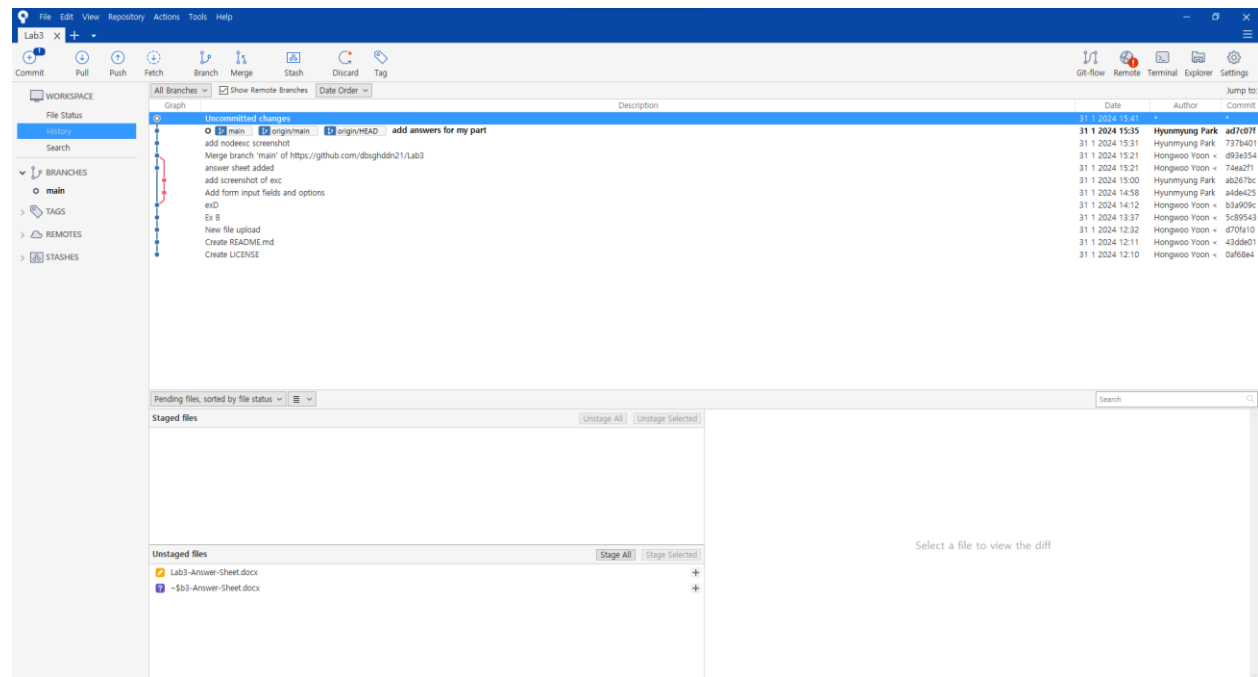 File Edit View Repository Actions Tools Help
Lab3
1
Commit Pull Push Fetch Branch Merge Stash Discard Tag Git-flow Remote Terminal Explorer Settings
WORKSPACE
File Status
History
Search
BRANCHES
main
TAGS
REMOTES
STASHES
All Branches Show Remote Branches Date Order Jump to:
Graph Description Date Author Commit
Uncommitted changes 31 1 2024 15:41 * *
main origin/main origin/HEAD add answers for my part 31 1 2024 15:35 Hyunmyung Park ad7c07f
add nodeexc screenshot 31 1 2024 15:31 Hyunmyung Park 737b401
Merge branch 'main' of https://github.com/dbsghddn21/Lab3 31 1 2024 15:21 Hongwoo Yoon < d93e354
answer sheet added 31 1 2024 15:21 Hongwoo Yoon < 74ea2f1
add screenshot of exc 31 1 2024 15:00 Hyunmyung Park ab267bc
Add form input fields and options 31 1 2024 14:58 Hyunmyung Park a4de425
exD 31 1 2024 14:12 Hongwoo Yoon < b3a909c
Ex B 31 1 2024 13:37 Hongwoo Yoon < 5c89543
New file upload 31 1 2024 12:32 Hongwoo Yoon < d70fa10
Create README.md 31 1 2024 12:11 Hongwoo Yoon < 43dde01
Create LICENSE 31 1 2024 12:10 Hongwoo Yoon < 0af68e4
Pending files, sorted by file status Search
Staged files Unstage All Unstage Selected
Select a file to view the diff
Unstaged files Stage All Stage Selected
Lab3-Answer-Sheet.docx
~$b3-Answer-Sheet.docx